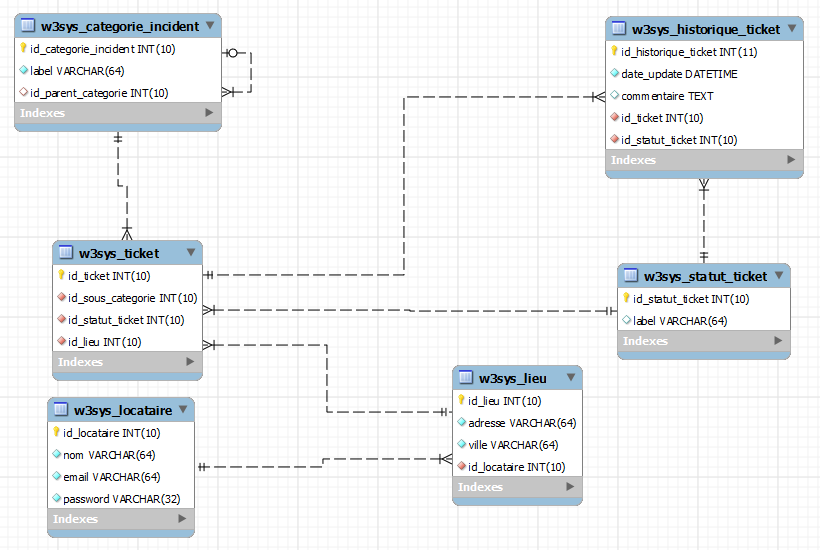 w3sys_categorie_incident
id_categorie_incident INT(10)
label VARCHAR(64)
id_parent_categorie INT(10)
Indexes
w3sys_historique_ticket
id_historique_ticket INT(11)
date_update DATETIME
commentaire TEXT
id_ticket INT(10)
id_statut_ticket INT(10)
Indexes
w3sys_ticket
id_ticket INT(10)
id_sous_categorie INT(10)
id_statut_ticket INT(10)
id_lieu INT(10)
Indexes
w3sys_statut_ticket
id_statut_ticket INT(10)
label VARCHAR(64)
Indexes
w3sys_locataire
id_locataire INT(10)
nom VARCHAR(64)
email VARCHAR(64)
password VARCHAR(32)
Indexes
w3sys_lieu
id_lieu INT(10)
adresse VARCHAR(64)
ville VARCHAR(64)
id_locataire INT(10)
Indexes